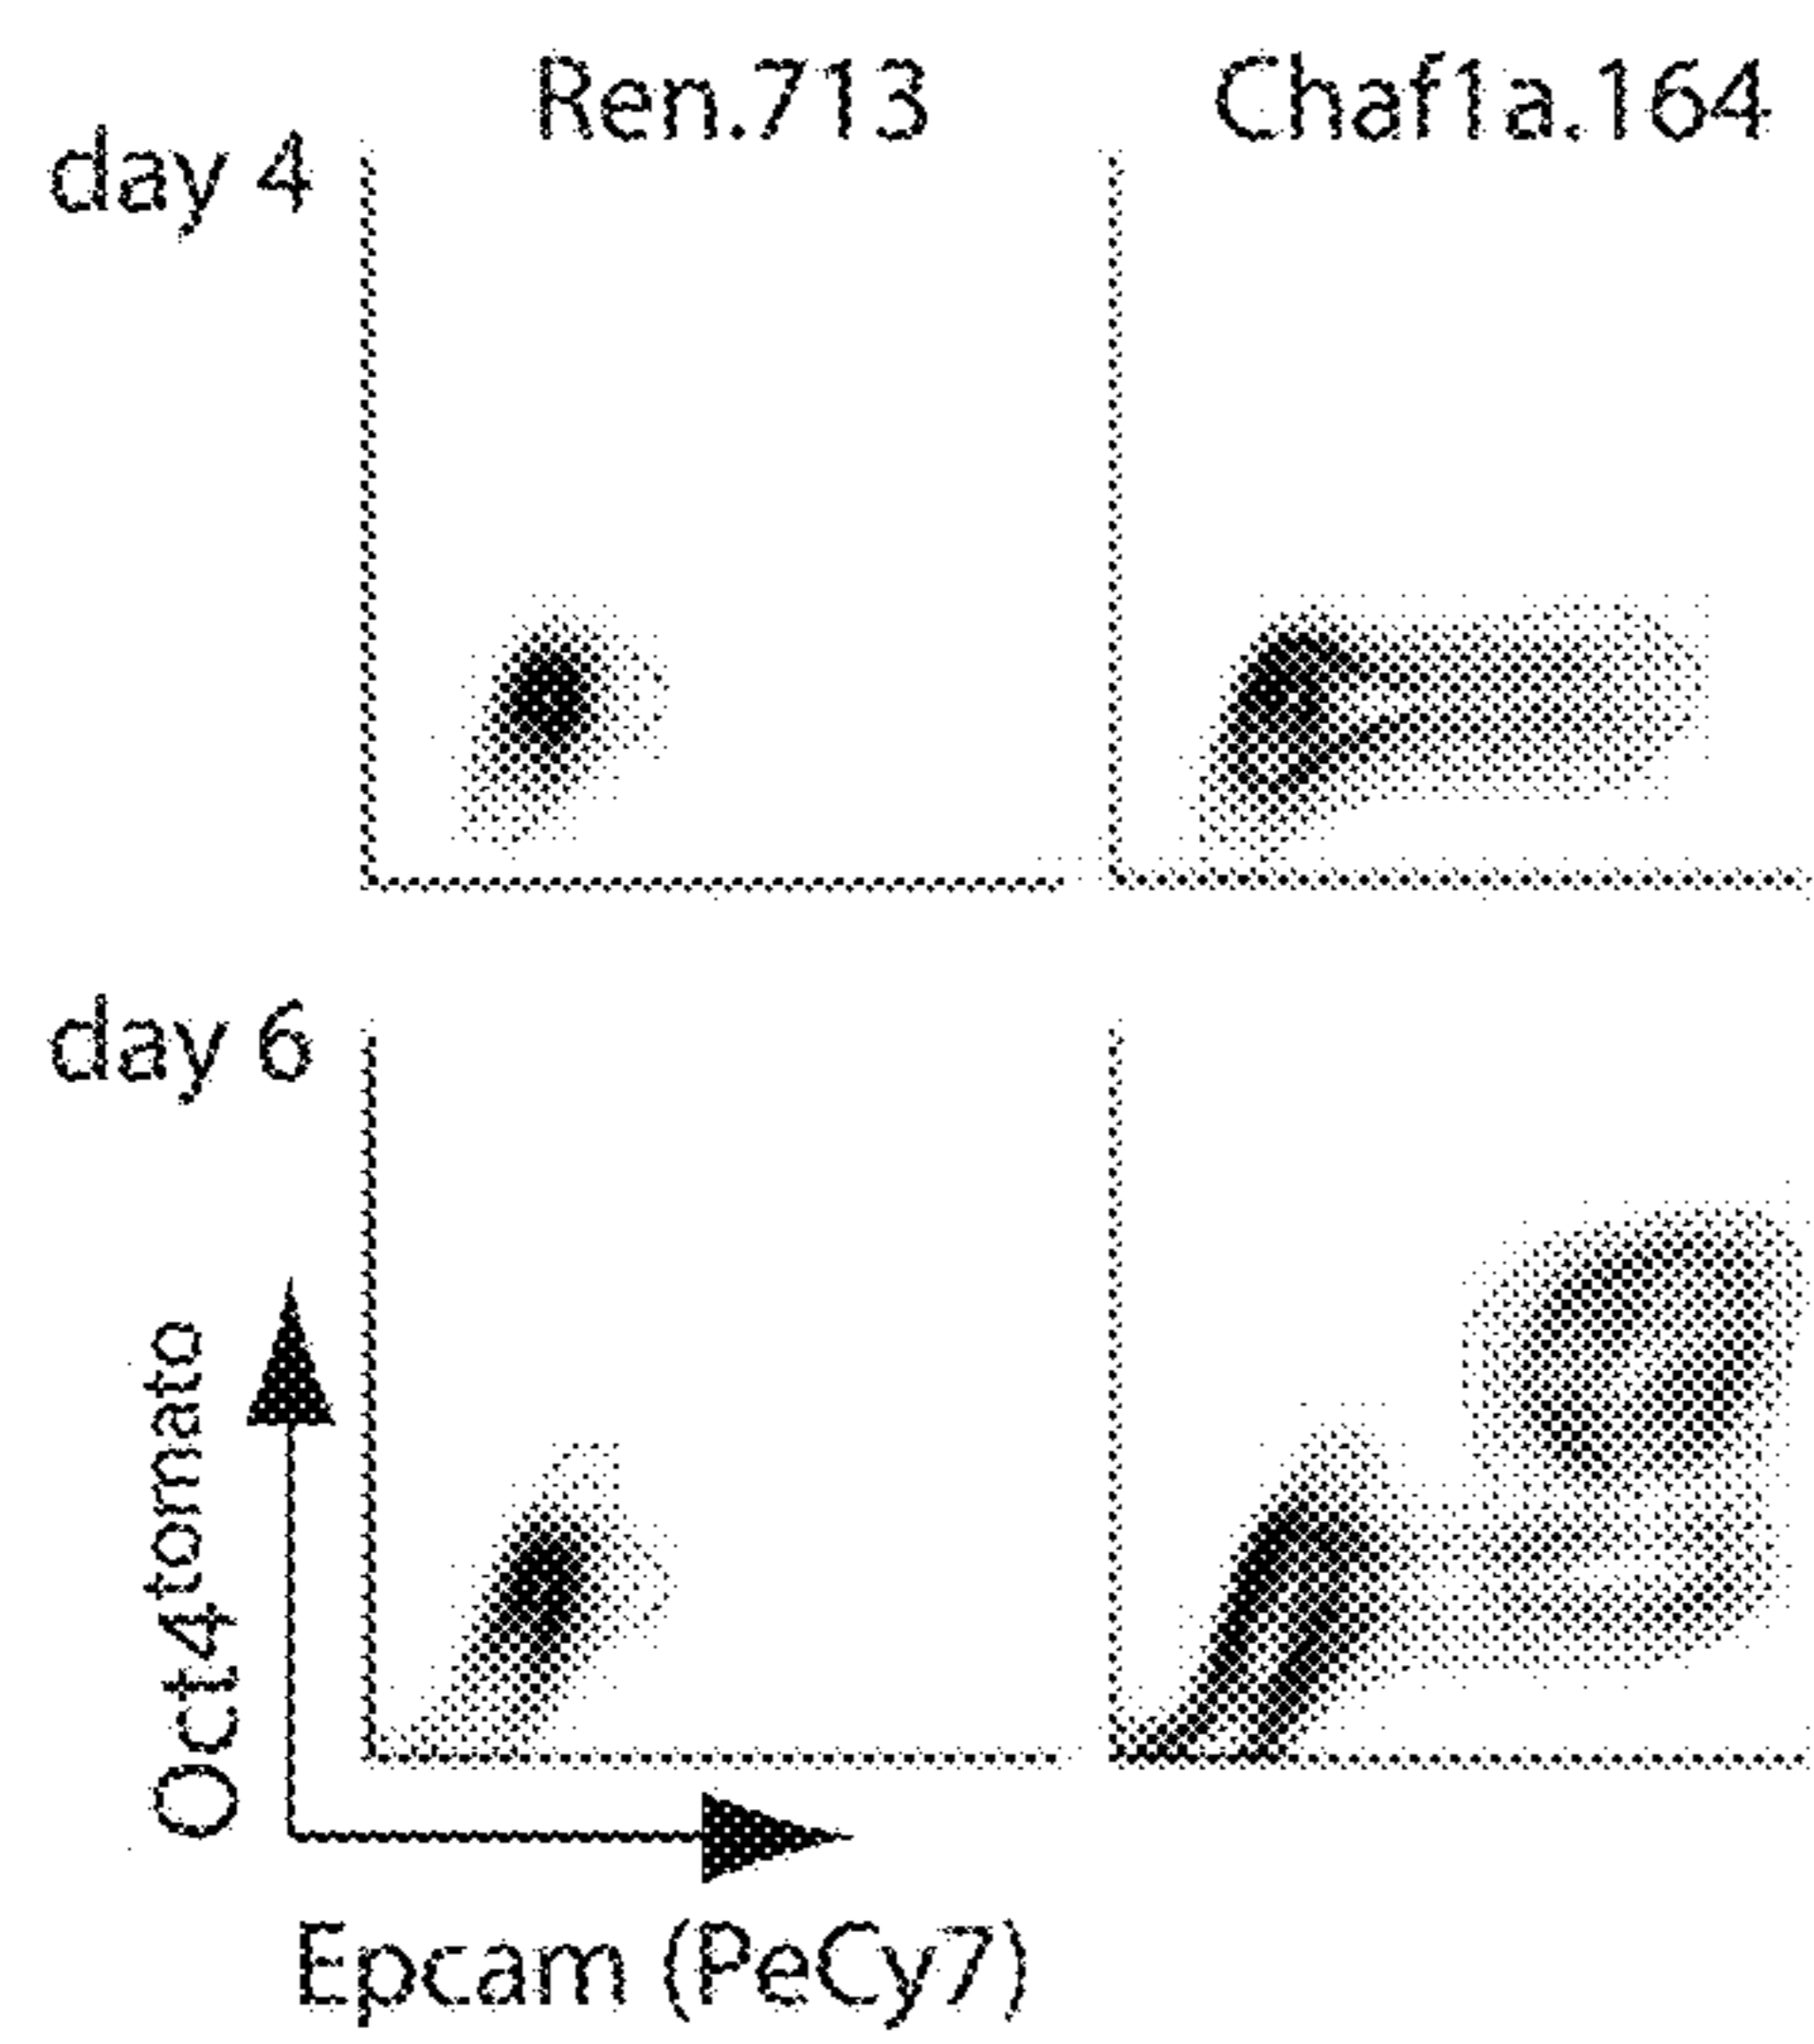 Ren.713
Chaf1a.164
day 4
day 6
Oct4tomato
Epcam (PeCy7)